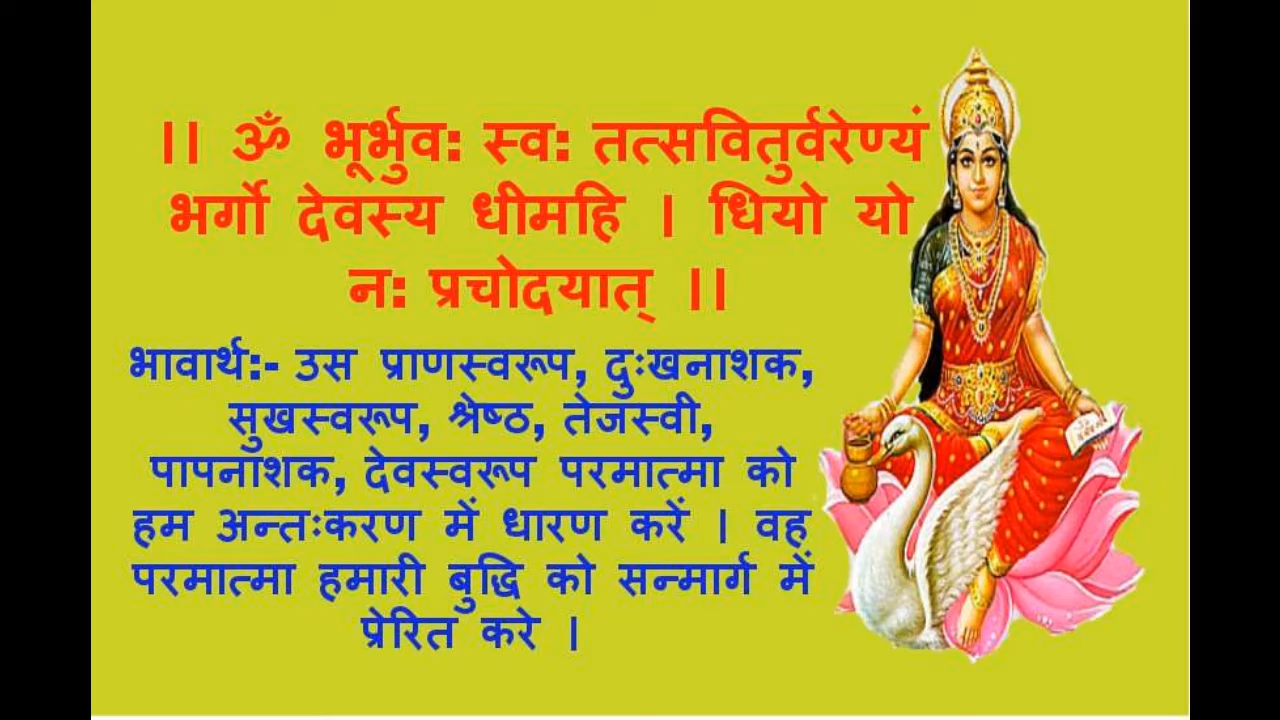 ।। ॐ भूर्भुव: स्व: तत्सवितुर्वरेण्यं
भर्गो देवस्य धीमहि । धियो यो
न: प्रचोदयात् ।।
भावार्थ:- उस प्राणस्वरूप, दुःखनाशक,
सुखस्वरूप, श्रेष्ठ, तेजस्वी,
पापनाशक, देवस्वरूप परमात्मा को
हम अन्तःकरण में धारण करें । वह
परमात्मा हमारी बुद्धि को सन्मार्ग में
प्रेरित करे ।